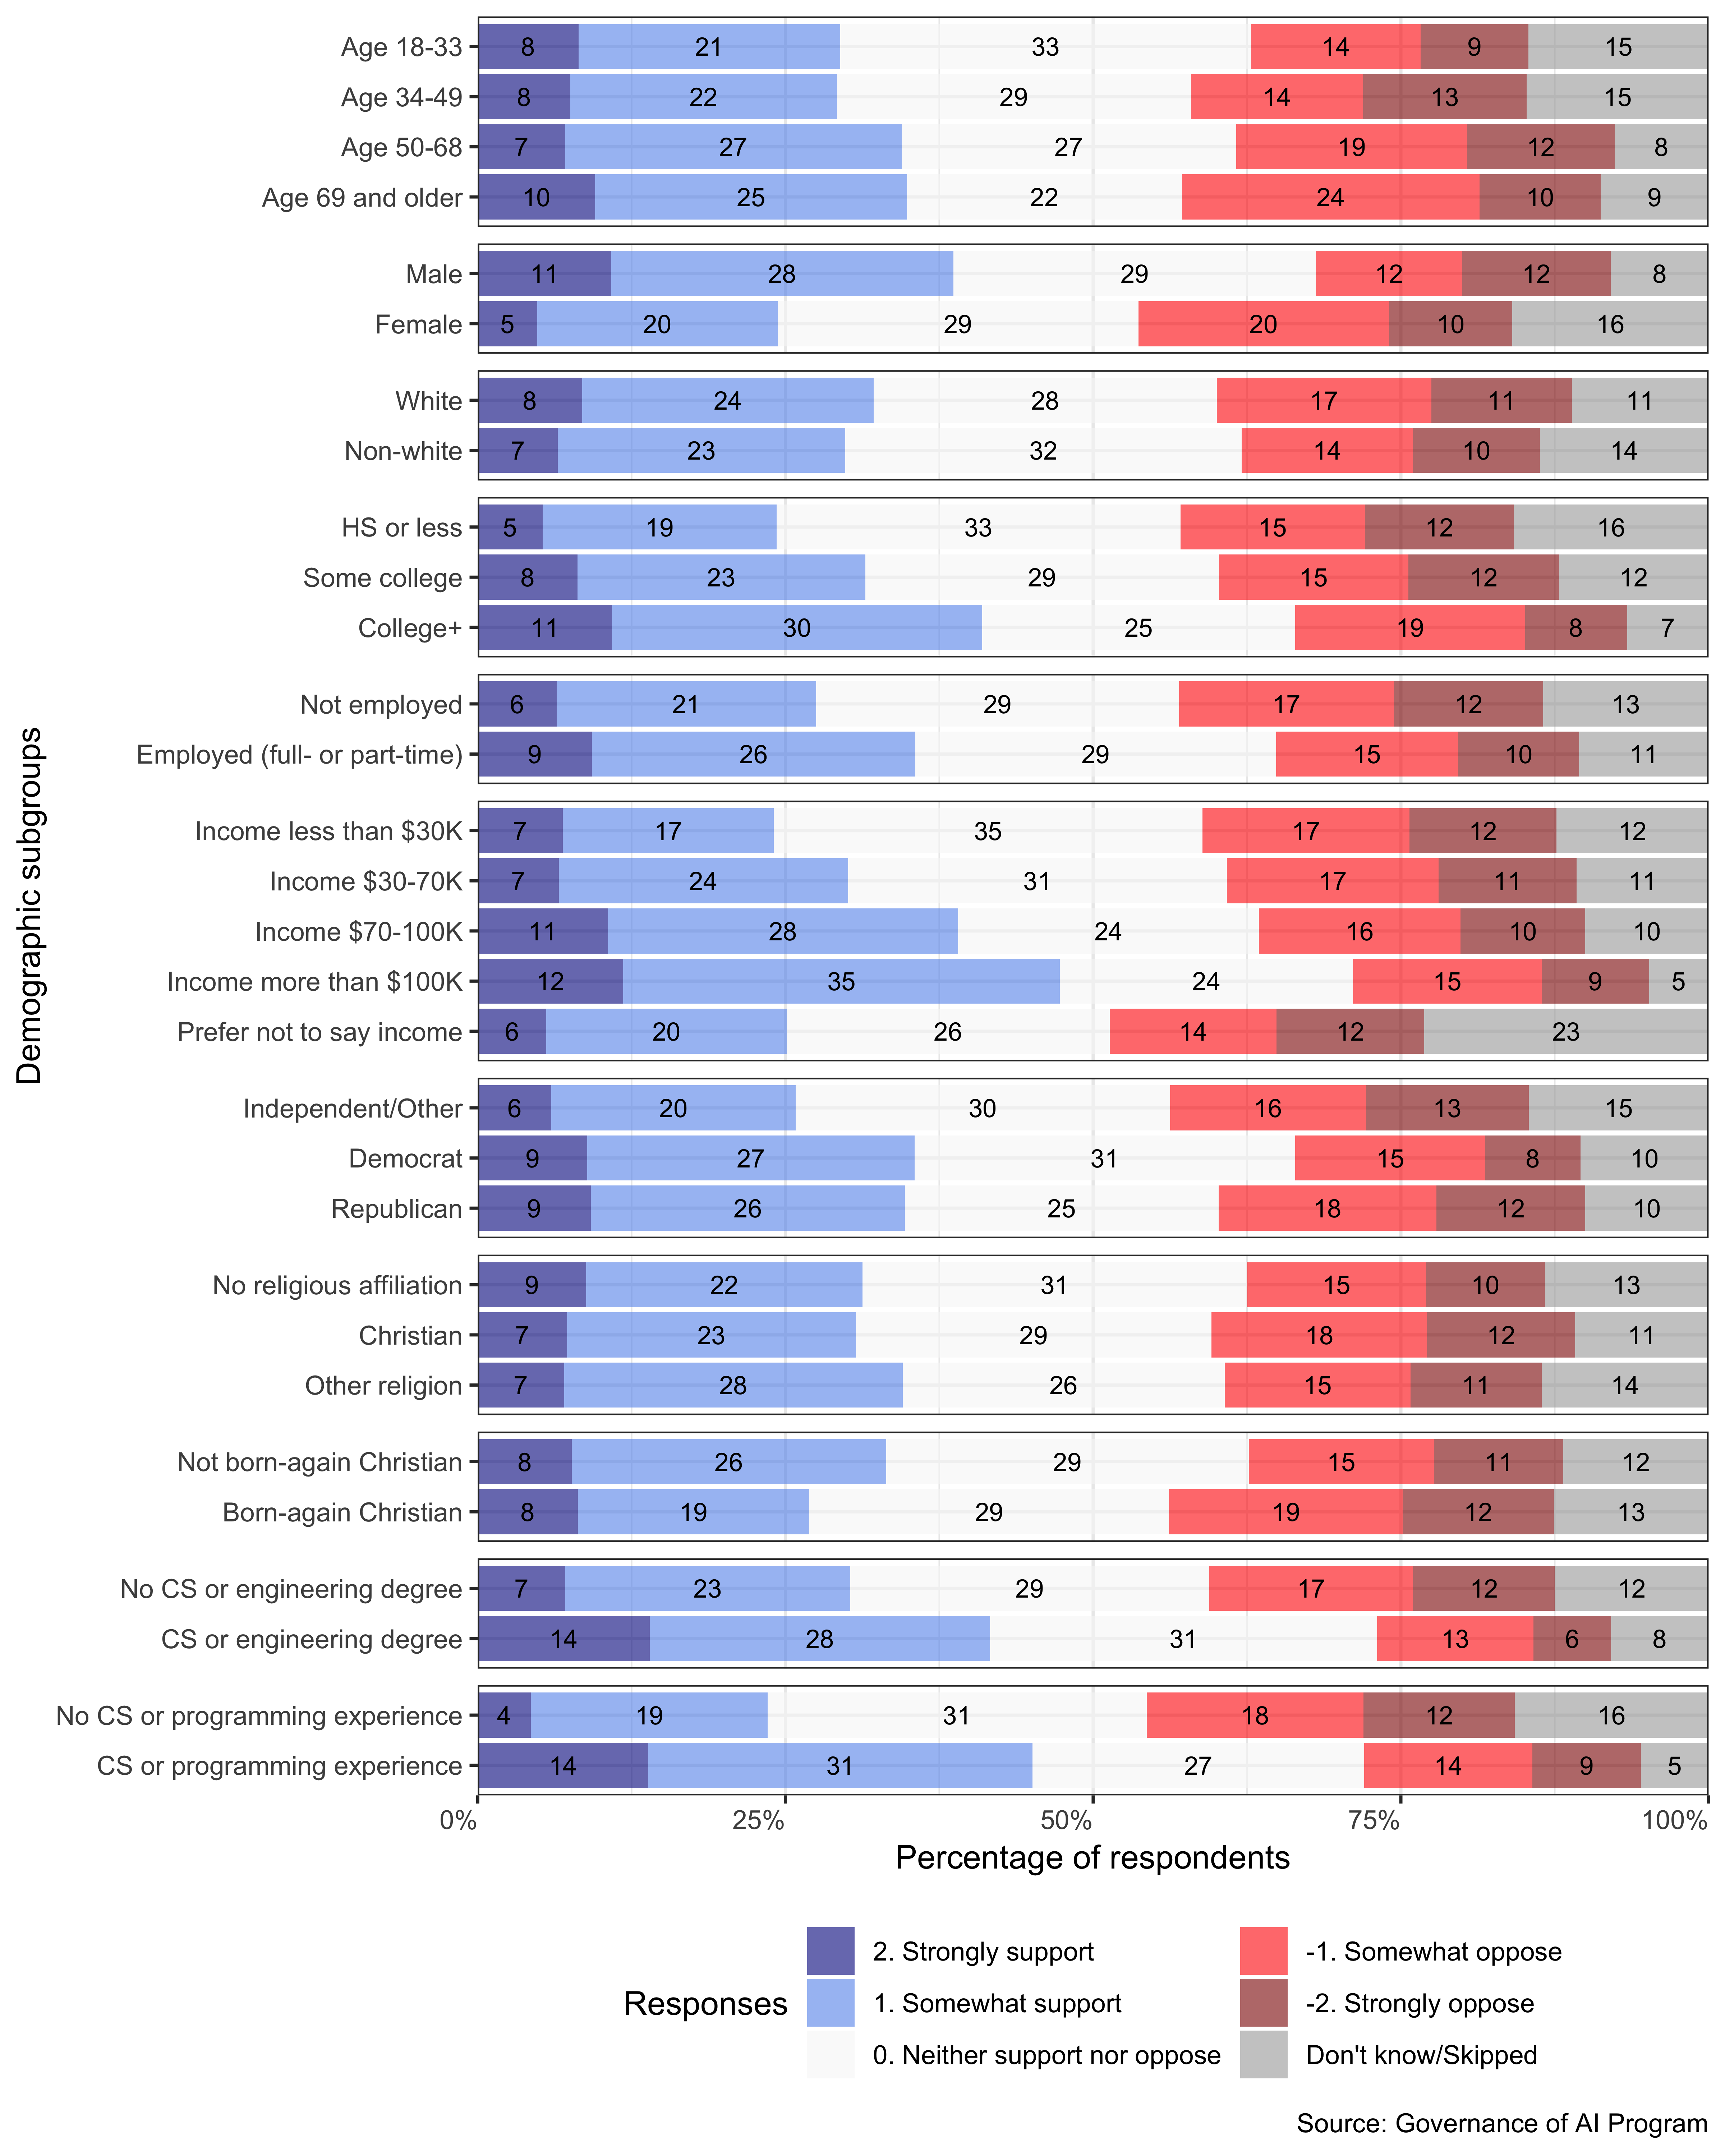 Demographic subgroups
Age 18-33 8 21 33 14 9 15
Age 34-49 8 22 29 14 13 15
Age 50-68 7 27 27 19 12 8
Age 69 and older 10 25 22 24 10 9
Male 11 28 29 12 12 8
Female 5 20 29 20 10 16
White 8 24 28 17 11 11
Non-white 7 23 32 14 10 14
HS or less 5 19 33 15 12 16
Some college 8 23 29 15 12 12
College+ 11 30 25 19 8 7
Not employed 6 21 29 17 12 13
Employed (full- or part-time) 9 26 29 15 10 11
Income less than $30K 7 17 35 17 12 12
Income $30-70K 7 24 31 17 11 11
Income $70-100K 11 28 24 16 10 10
Income more than $100K 12 35 24 15 9 5
Prefer not to say income 6 20 26 14 12 23
Independent/Other 6 20 30 16 13 15
Democrat 9 27 31 15 8 10
Republican 9 26 25 18 12 10
No religious affiliation 9 22 31 15 10 13
Christian 7 23 29 18 12 11
Other religion 7 28 26 15 11 14
Not born-again Christian 8 26 29 15 11 12
Born-again Christian 8 19 29 19 12 13
No CS or engineering degree 7 23 29 17 12 12
CS or engineering degree 14 28 31 13 6 8
No CS or programming experience 4 19 31 18 12 16
CS or programming experience 14 31 27 14 9 5
0% 25% 50% 75% 100%
Percentage of respondents
Responses
2. Strongly support
1. Somewhat support
0. Neither support nor oppose
-1. Somewhat oppose
-2. Strongly oppose
Don't know/Skipped
Source: Governance of AI Program